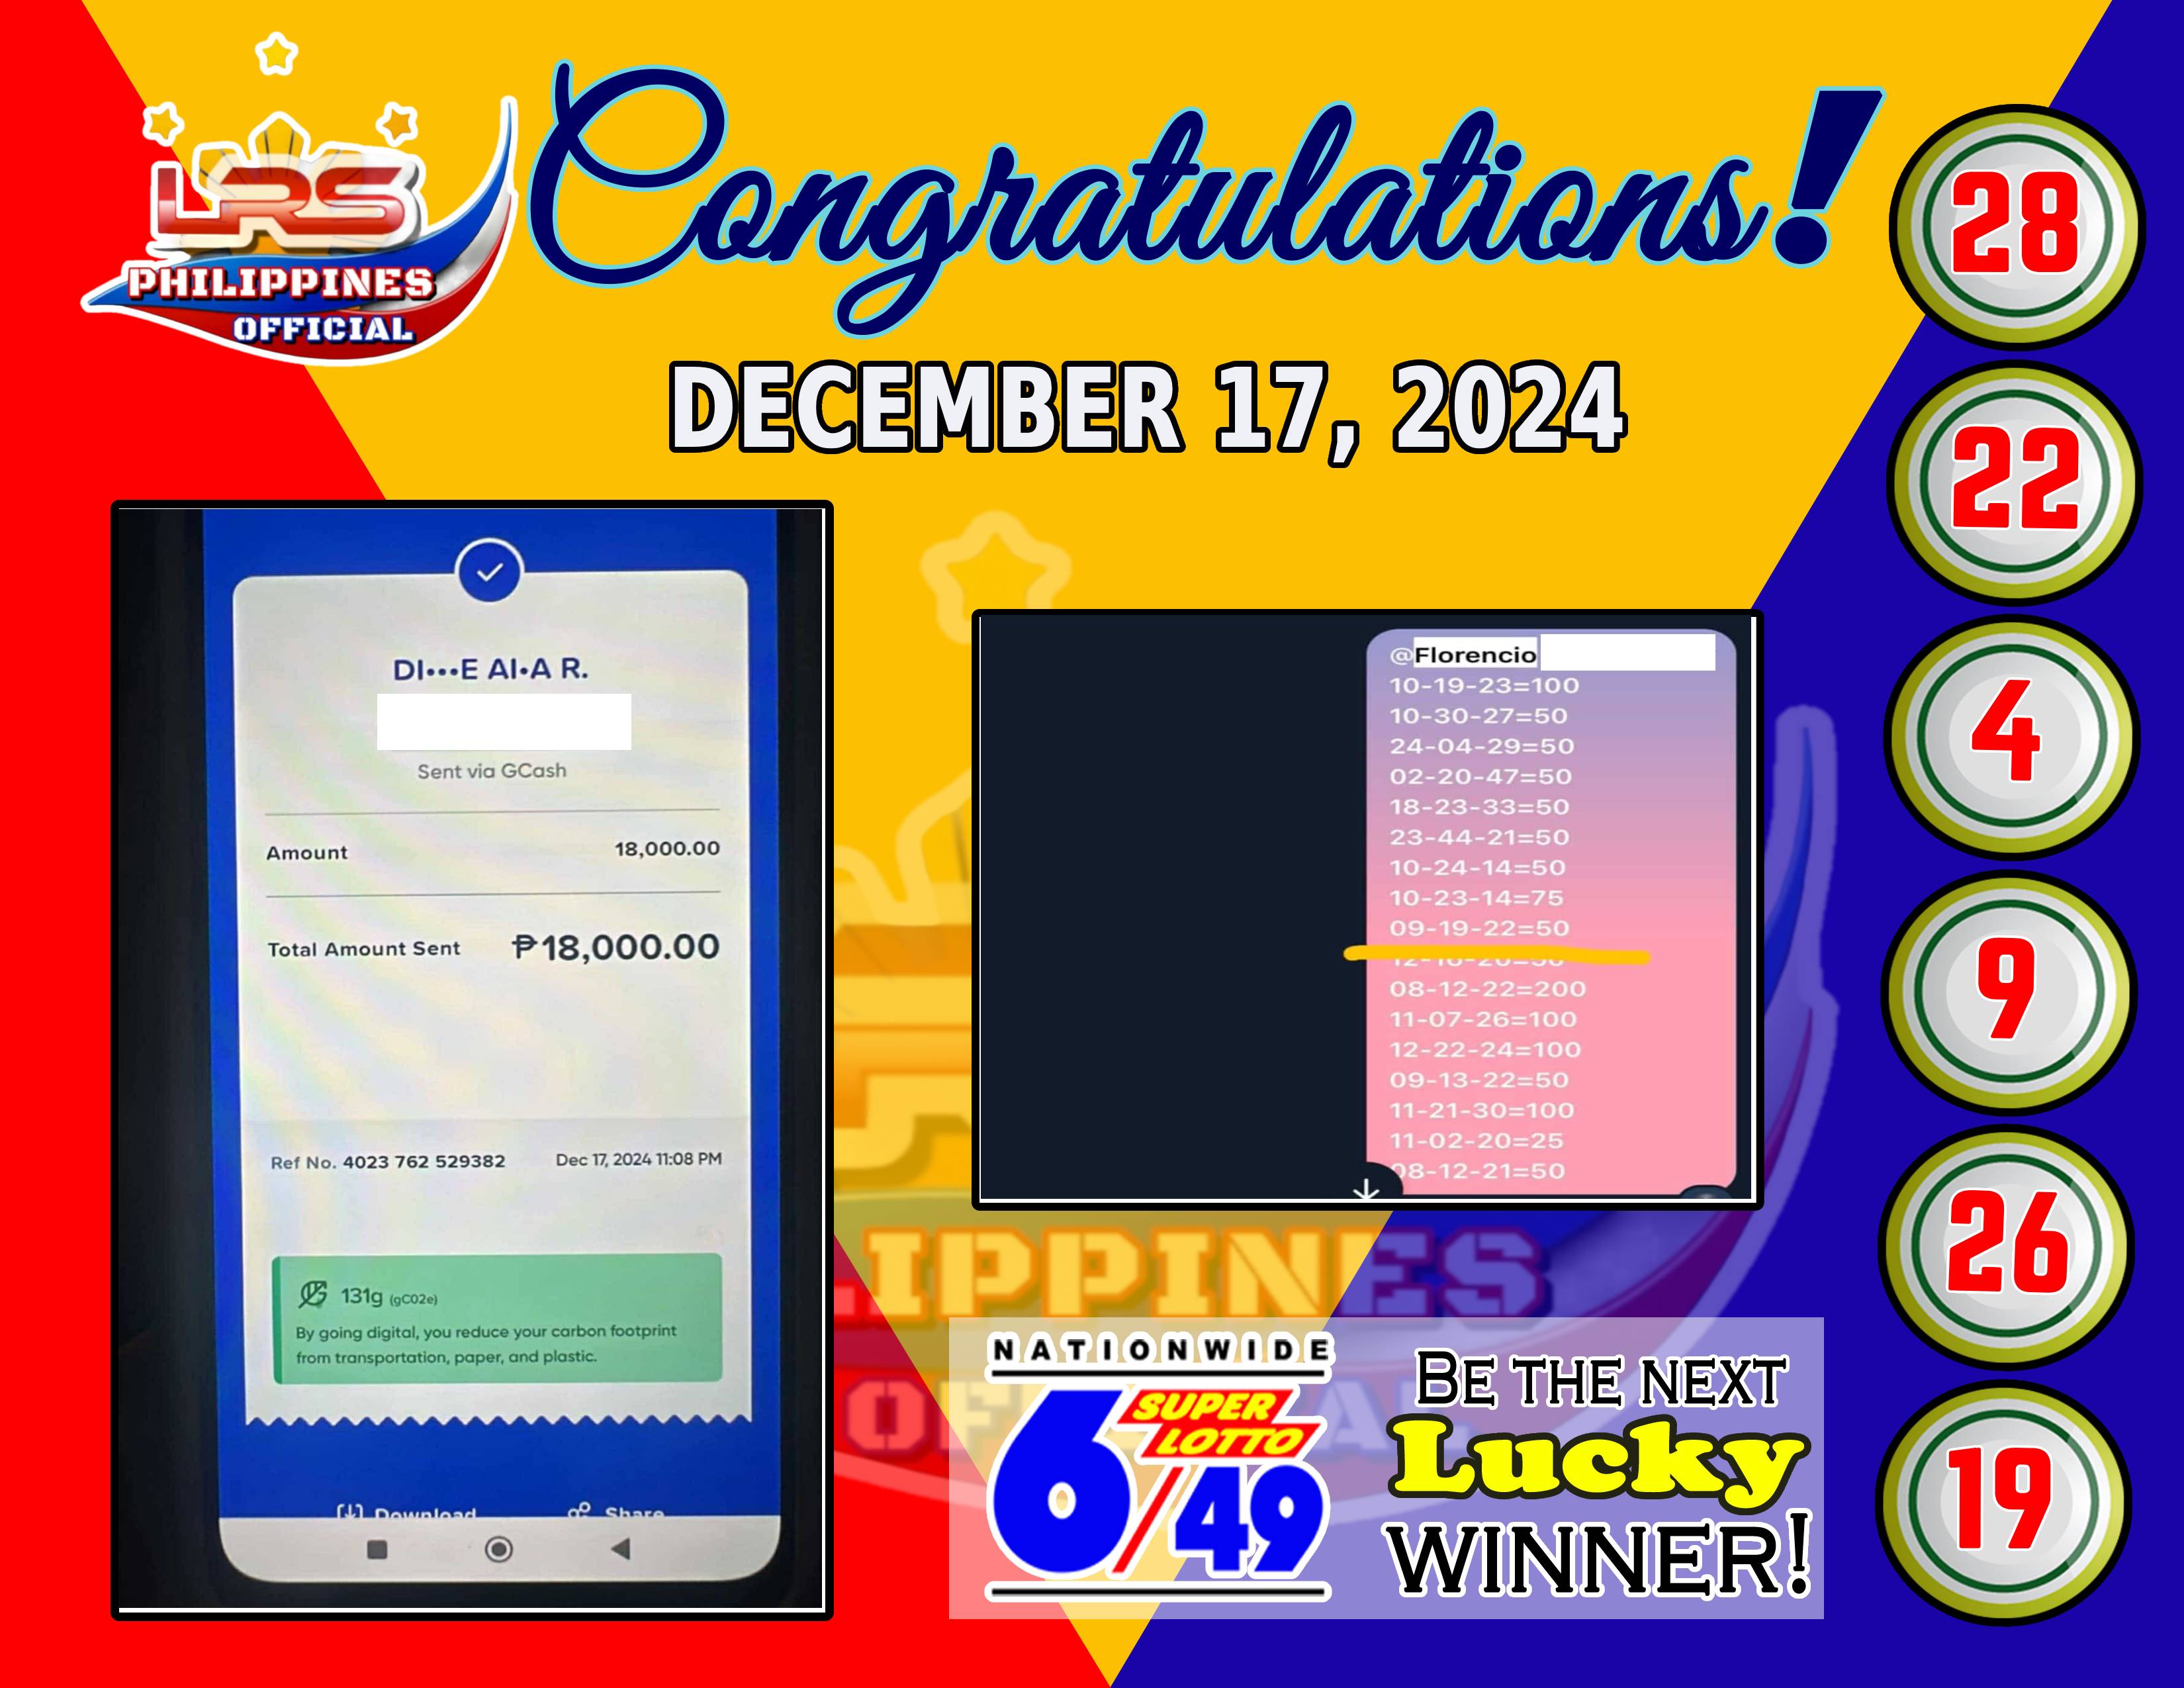 LRS
PHILIPPINES
OFFICIAL
Congratulations!
DECEMBER 17, 2024
DI•••E AI•A R.
Sent via GCash
Amount 18,000.00
Total Amount Sent ₱18,000.00
Ref No. 4023 762 529382 Dec 17, 2024 11:08 PM
131g (gCO2e)
By going digital, you reduce your carbon footprint
from transportation, paper, and plastic.
Download Share
@Florencio
10-19-23=100
10-30-27=50
24-04-29=50
02-20-47=50
18-23-33=50
23-44-21=50
10-24-14=50
10-23-14=75
09-19-22=50
08-12-22=200
11-07-26=100
12-22-24=100
09-13-22=50
11-21-30=100
11-02-20=25
08-12-21=50
28
22
4
9
26
19
LIPPINES
NATIONWIDE
SUPER
LOTTO
6/49
BE THE NEXT
Lucky
WINNER!